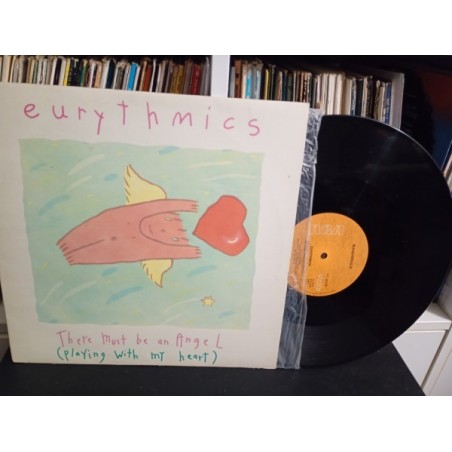 eurythmics
There Must be an AngeL
(pLaying with my heart)
RCA